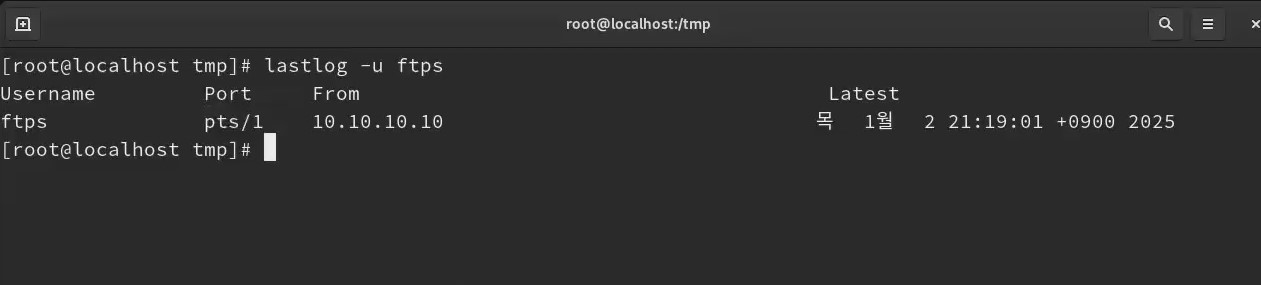 root@localhost:/tmp
[root@localhost tmp]# lastlog -u ftps
Username         Port     From                                       Latest
ftps             pts/1    10.10.10.10                               목  1월  2 21:19:01 +0900 2025
[root@localhost tmp]#